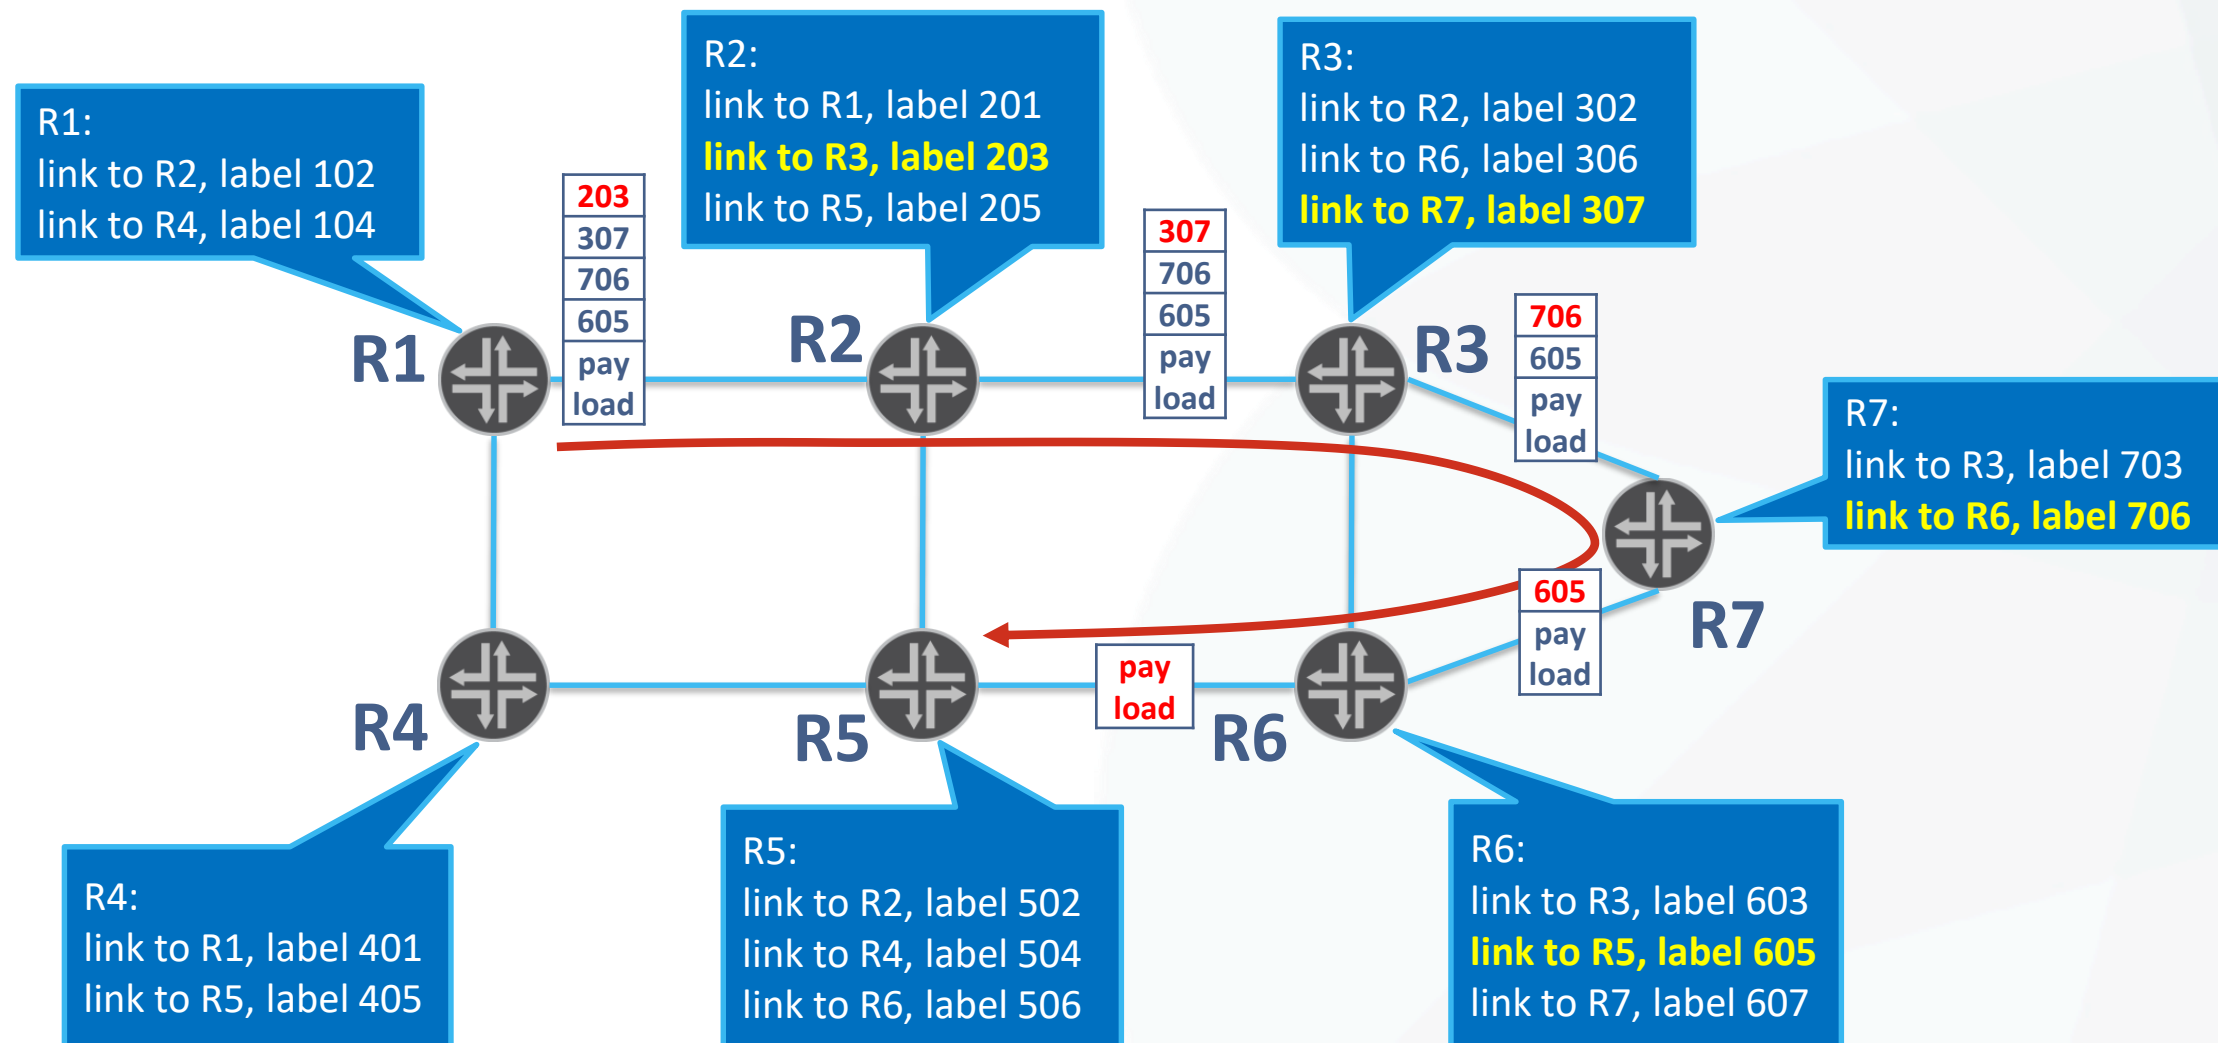 R1:
link to R2, label 102
link to R4, label 104
R2:
link to R1, label 201
link to R3, label 203
link to R5, label 205
R3:
link to R2, label 302
link to R6, label 306
link to R7, label 307
203
307
706
605
pay
load
307
706
605
pay
load
706
605
pay
load
R1
R2
R3
R7:
link to R3, label 703
link to R6, label 706
605
pay
load
R7
pay
load
R4
R5
R6
R4:
link to R1, label 401
link to R5, label 405
R5:
link to R2, label 502
link to R4, label 504
link to R6, label 506
R6:
link to R3, label 603
link to R5, label 605
link to R7, label 607